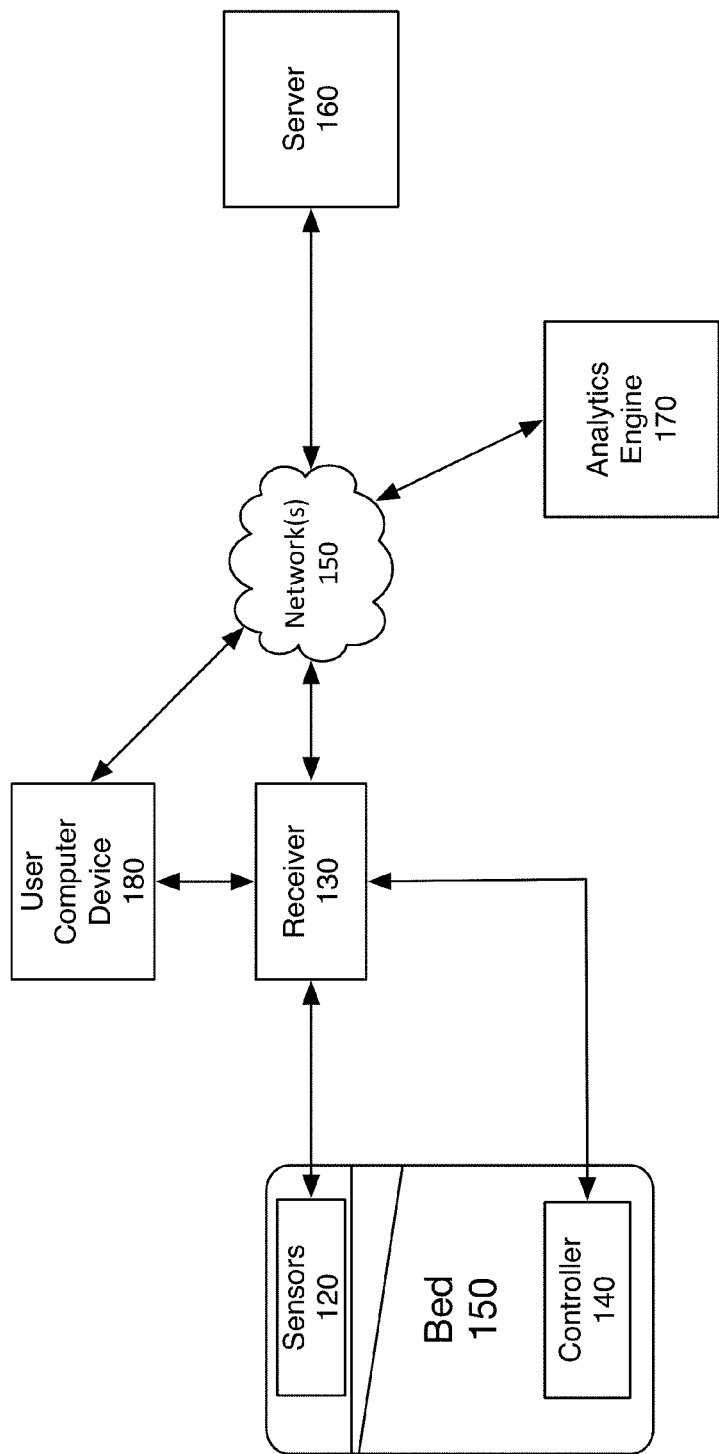 User
Computer
Device
180
Sensors
120
Receiver
130
Network(s)
150
Server
160
Bed
150
Controller
140
Analytics
Engine
170